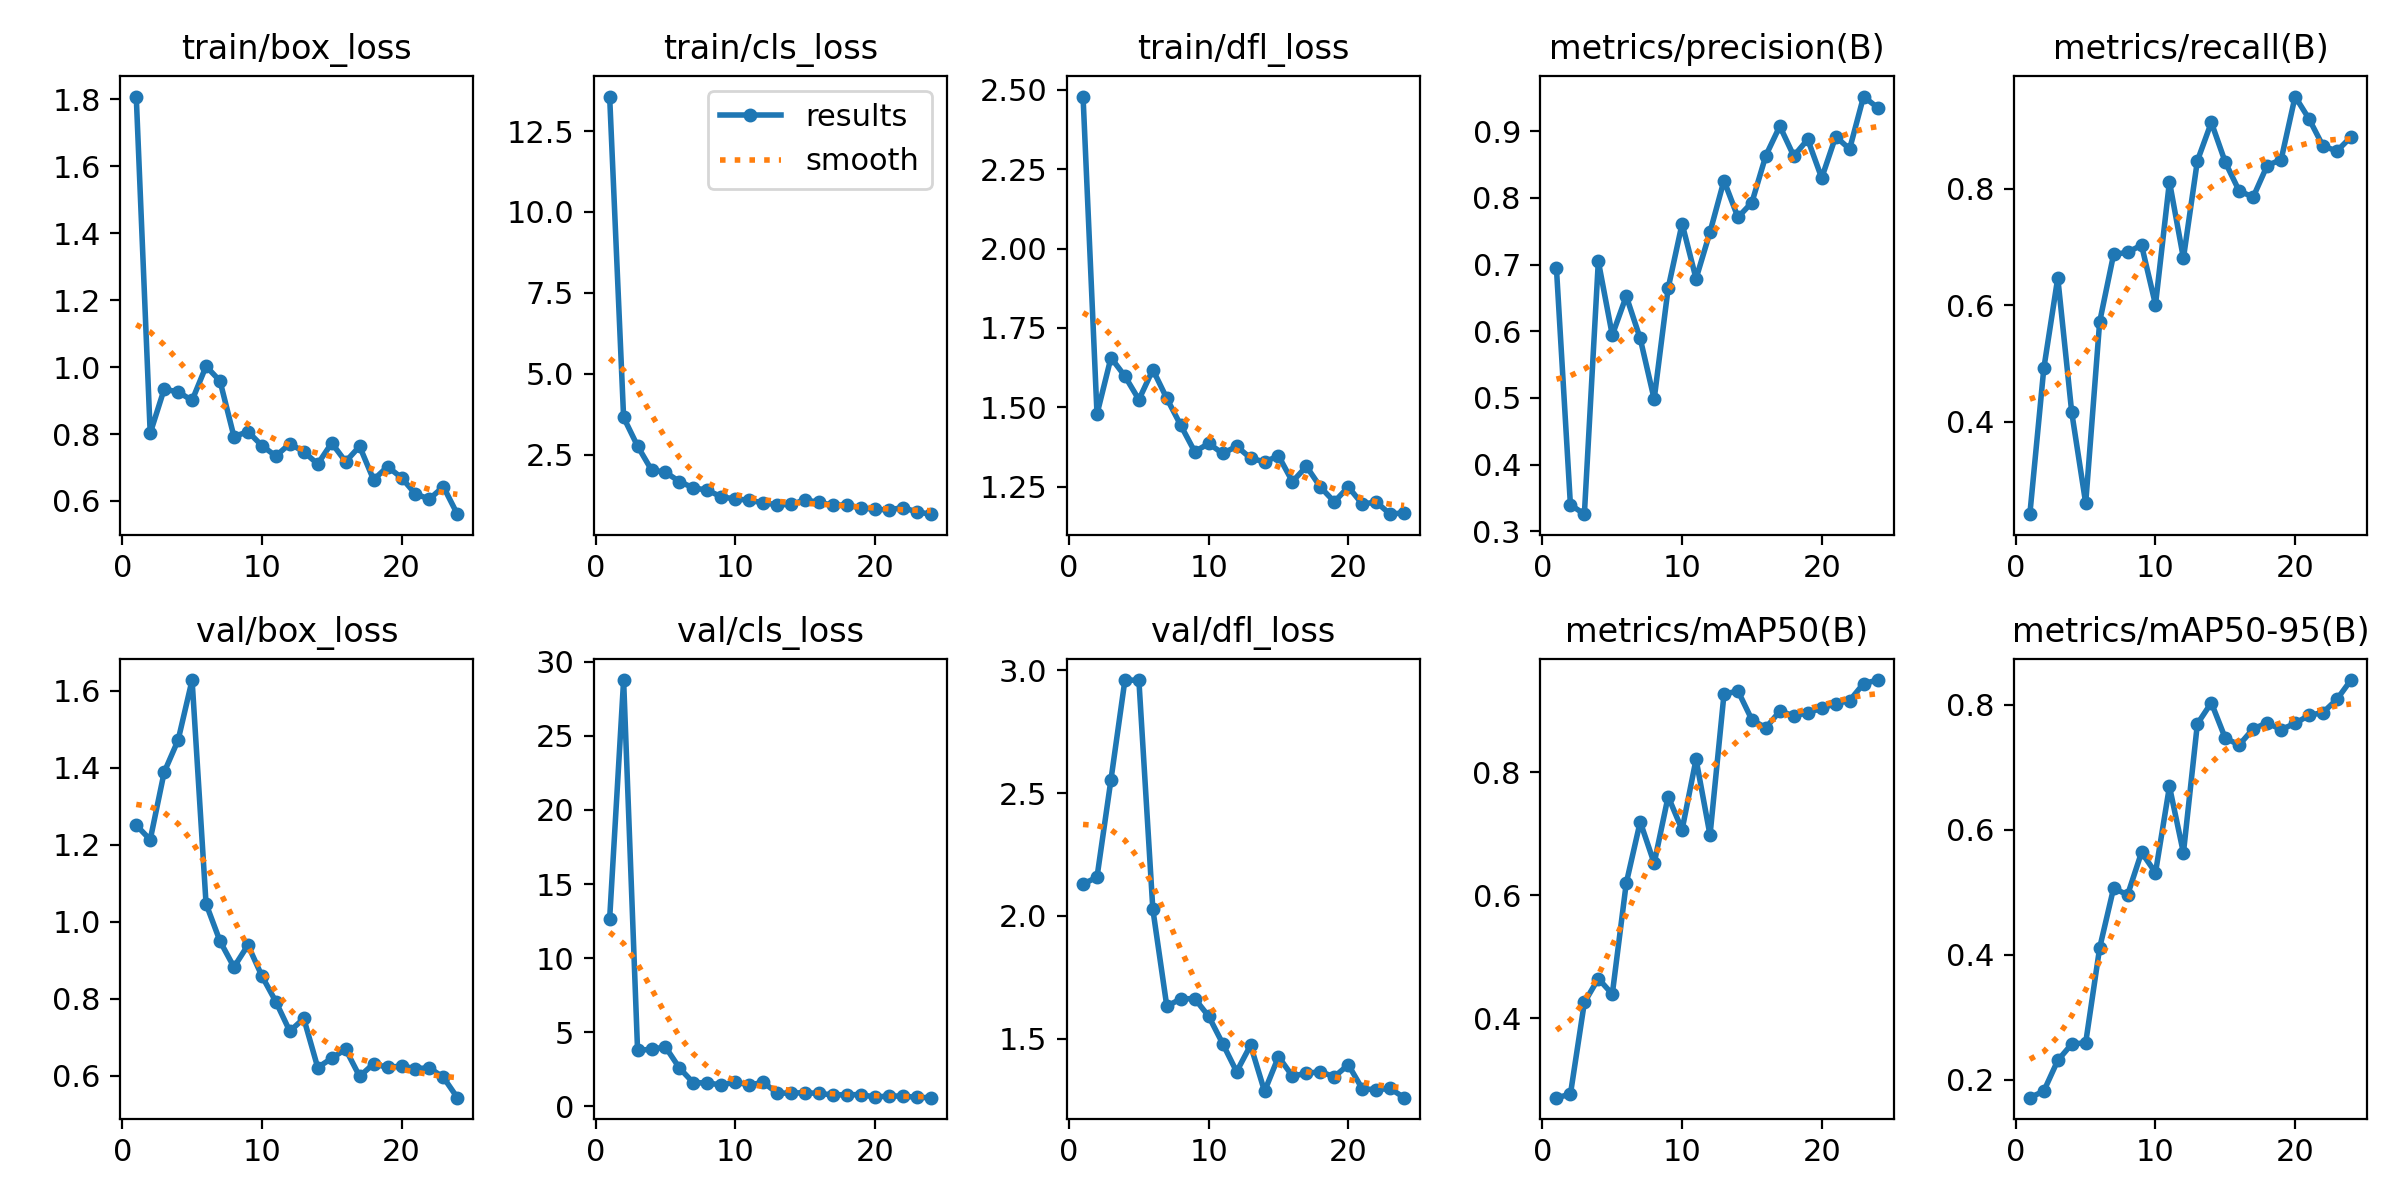 train/box_loss
1.8
1.6
1.4
1.2
1.0
0.8
0.6
0 10 20
train/cls_loss
results
smooth
12.5
10.0
7.5
5.0
2.5
0 10 20
train/dfl_loss
2.50
2.25
2.00
1.75
1.50
1.25
0 10 20
metrics/precision(B)
0.9
0.8
0.7
0.6
0.5
0.4
0.3
0 10 20
metrics/recall(B)
0.8
0.6
0.4
0 10 20
val/box_loss
1.6
1.4
1.2
1.0
0.8
0.6
0 10 20
val/cls_loss
30
25
20
15
10
5
0
0 10 20
val/dfl_loss
3.0
2.5
2.0
1.5
0 10 20
metrics/mAP50(B)
0.8
0.6
0.4
0 10 20
metrics/mAP50-95(B)
0.8
0.6
0.4
0.2
0 10 20